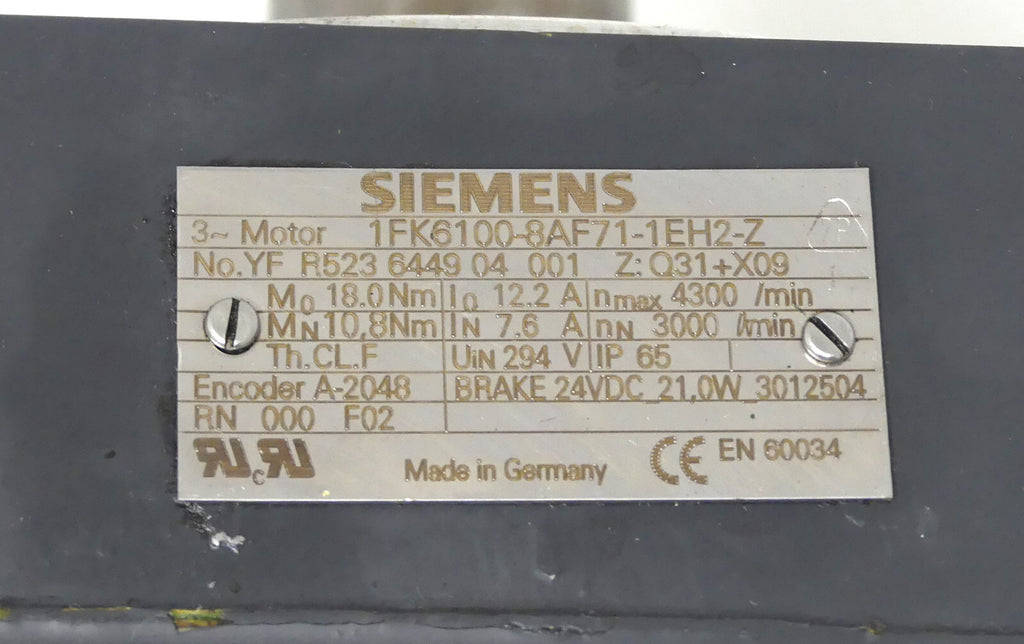 SIEMENS
3~ Motor 1FK6100-8AF71-1EH2-Z
No.YF R523 6449 04 001 Z: Q31+X09
M0 18.0Nm I0 12.2 A nmax 4300 /min
MN 10,8Nm IN 7.6 A nN 3000 /min
Th.CL.F UIN 294 V IP 65
Encoder A-2048 BRAKE 24VDC 21,0W 3012504
RN 000 F02
Made in Germany CE EN 60034